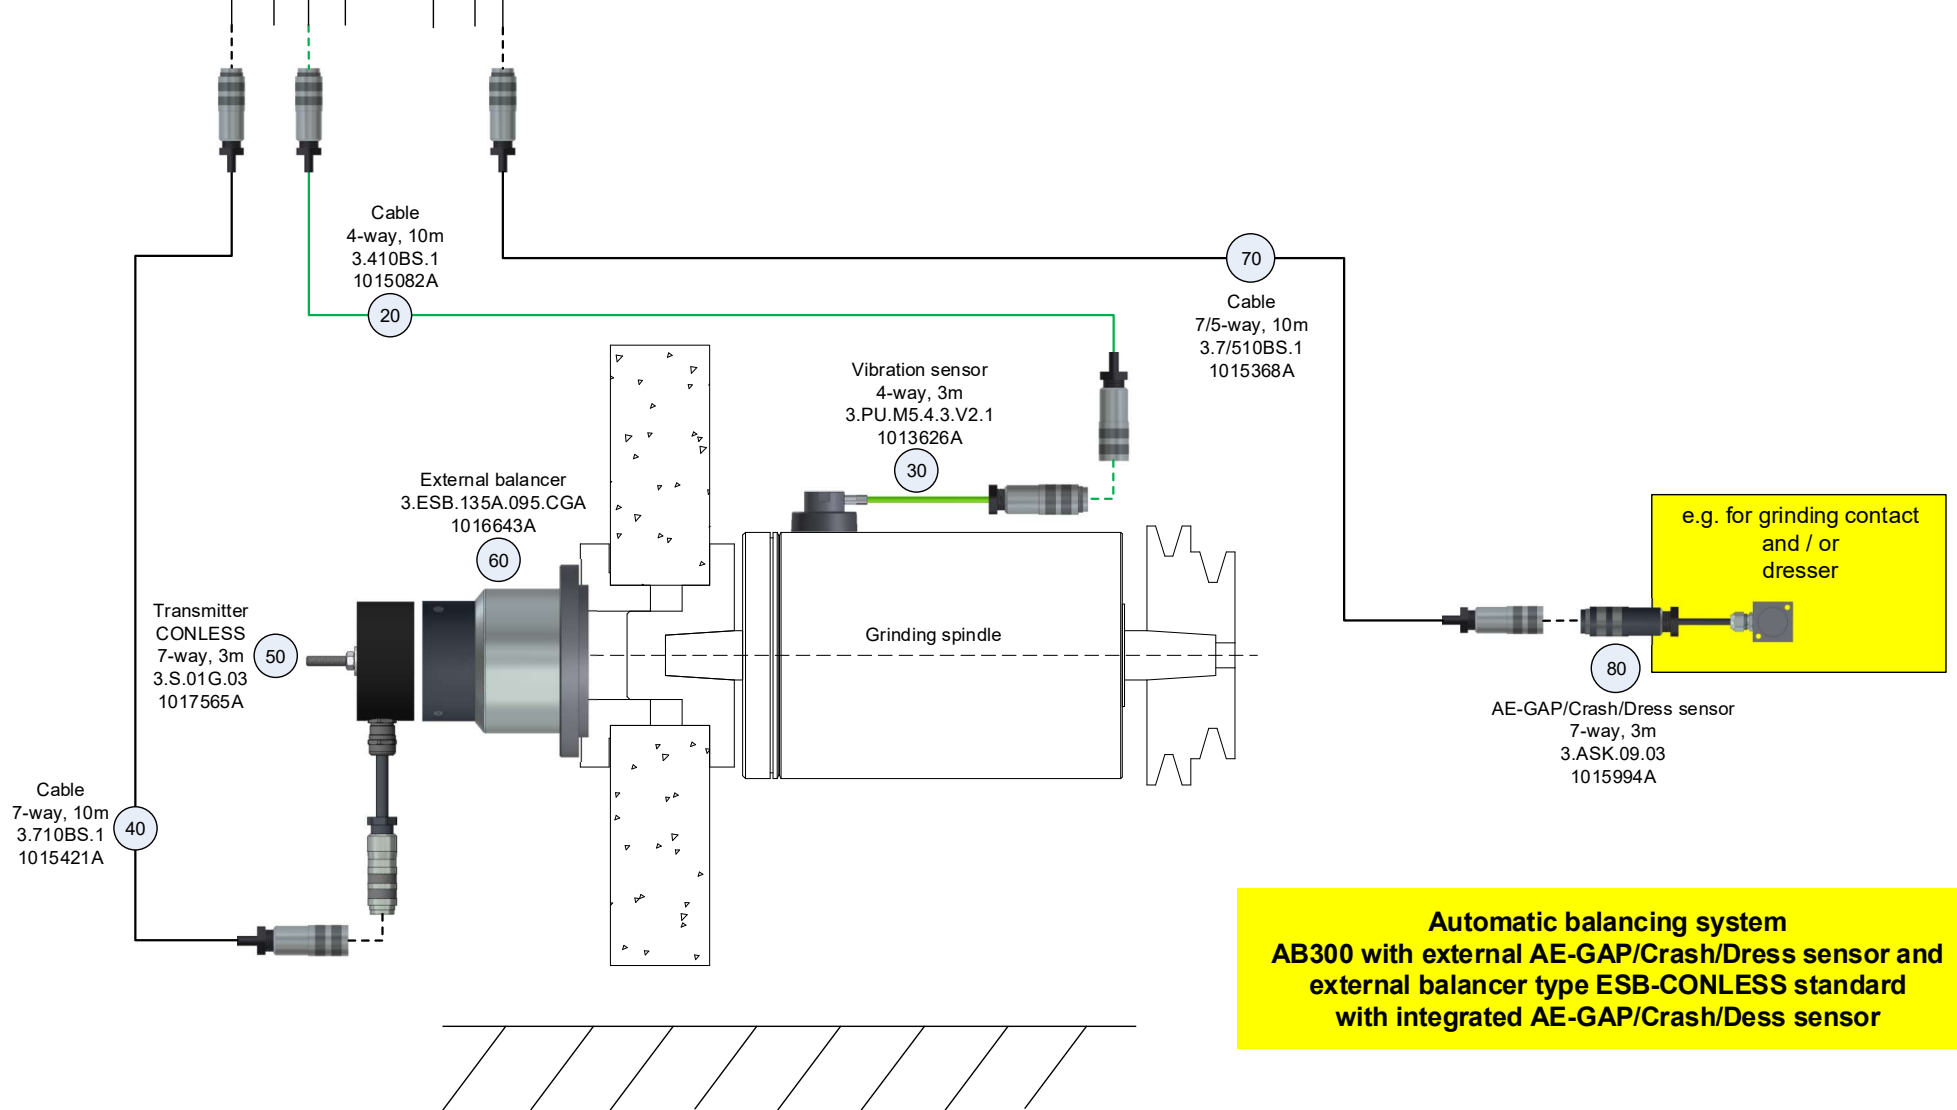 Cable
4-way, 10m
3.410BS.1
1015082A
20
70
Cable
7/5-way, 10m
3.7/510BS.1
1015368A
Vibration sensor
4-way, 3m
3.PU.M5.4.3.V2.1
1013626A
30
External balancer
3.ESB.135A.095.CGA
1016643A
60
e.g. for grinding contact
and / or
dresser
Transmitter
CONLESS
7-way, 3m
3.S.01G.03
1017565A
50
Grinding spindle
80
AE-GAP/Crash/Dress sensor
7-way, 3m
3.ASK.09.03
1015994A
Cable
7-way, 10m
3.710BS.1
1015421A
40
Automatic balancing system
AB300 with external AE-GAP/Crash/Dress sensor and
external balancer type ESB-CONLESS standard
with integrated AE-GAP/Crash/Dess sensor